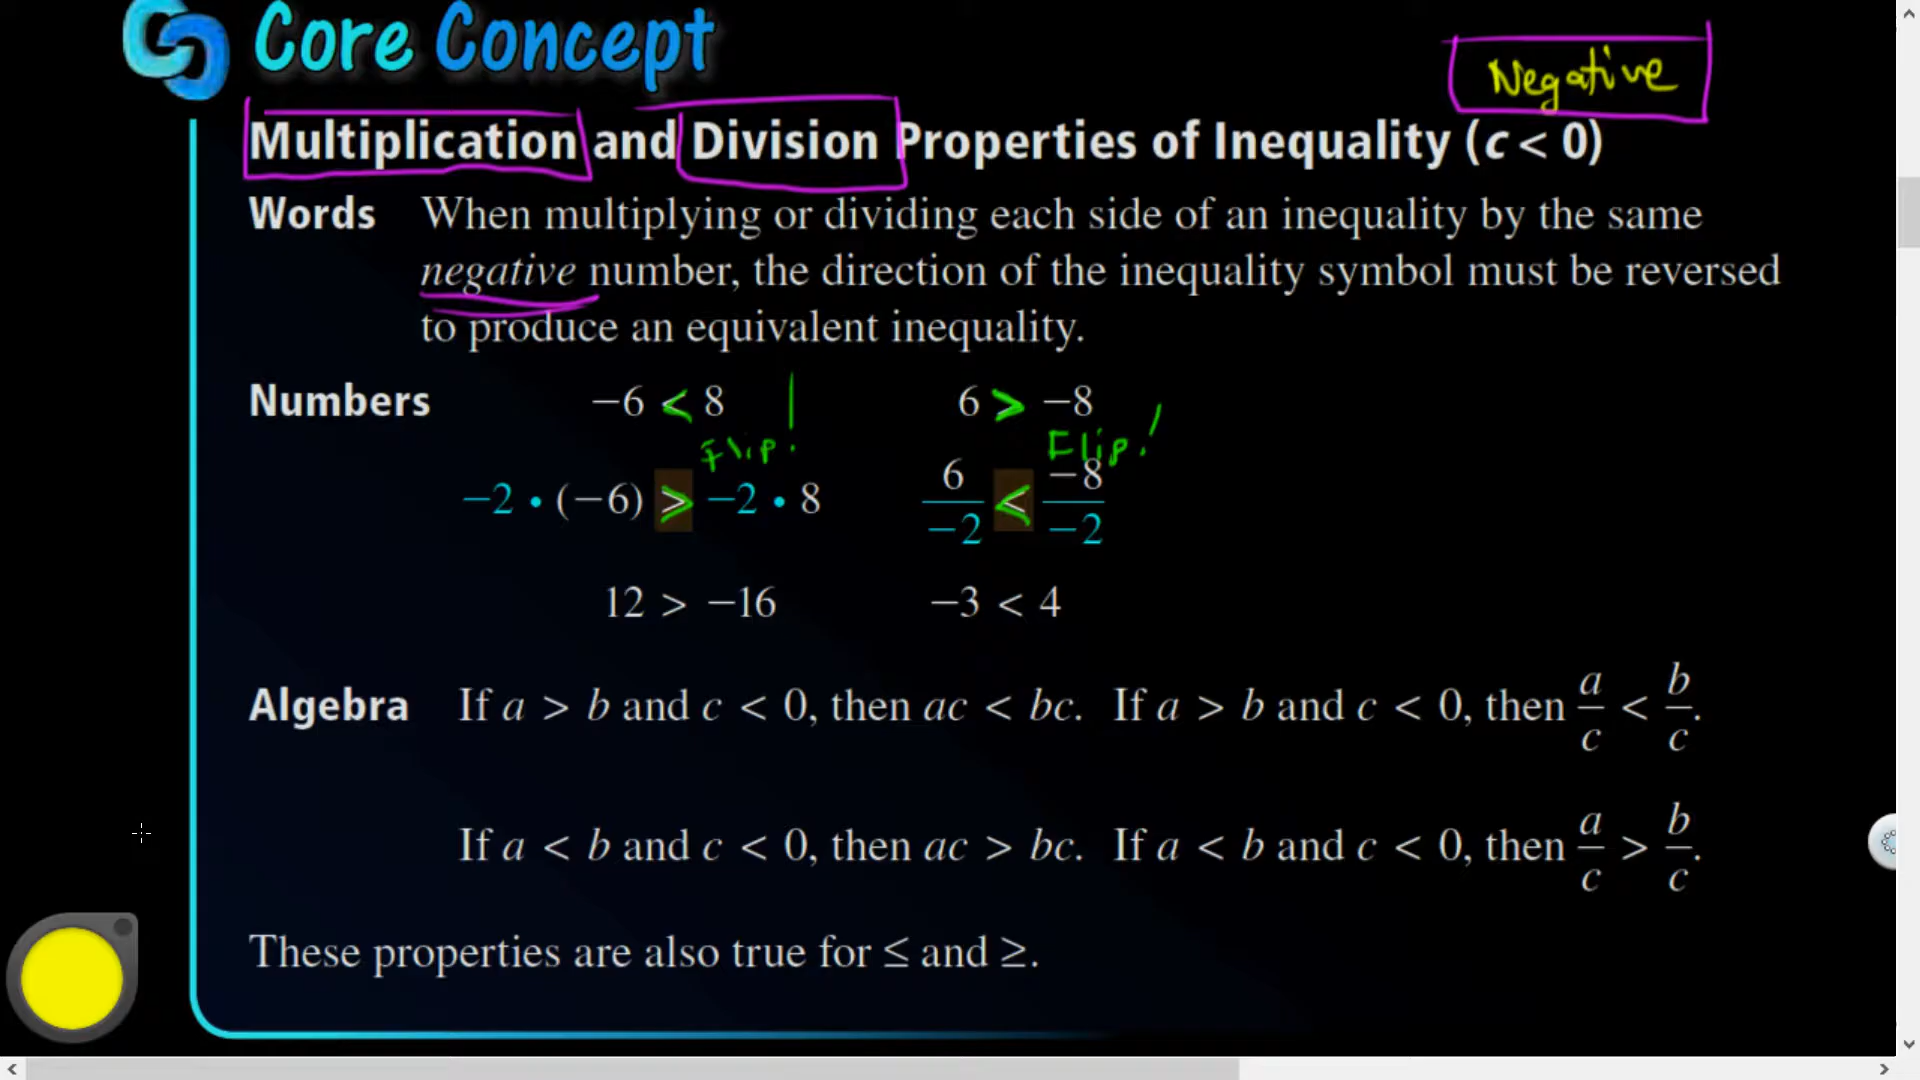 Core Concept
Negative
Multiplication and Division Properties of Inequality (c < 0)
Words When multiplying or dividing each side of an inequality by the same
negative number, the direction of the inequality symbol must be reversed
to produce an equivalent inequality.
Numbers −6 < 8 6 > −8
Flip! Flip!
−2 • (−6) > −2 • 8 6/−2 < −8/−2
12 > −16 −3 < 4
Algebra If a > b and c < 0, then ac < bc. If a > b and c < 0, then a/c < b/c.
If a < b and c < 0, then ac > bc. If a < b and c < 0, then a/c > b/c.
These properties are also true for ≤ and ≥.